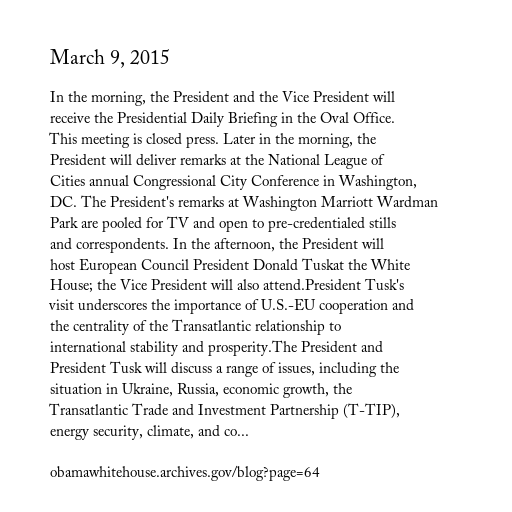 March 9, 2015
In the morning, the President and the Vice President will
receive the Presidential Daily Briefing in the Oval Office.
This meeting is closed press. Later in the morning, the
President will deliver remarks at the National League of
Cities annual Congressional City Conference in Washington,
DC. The President's remarks at Washington Marriott Wardman
Park are pooled for TV and open to pre-credentialed stills
and correspondents. In the afternoon, the President will
host European Council President Donald Tuskat the White
House; the Vice President will also attend.President Tusk's
visit underscores the importance of U.S.-EU cooperation and
the centrality of the Transatlantic relationship to
international stability and prosperity.The President and
President Tusk will discuss a range of issues, including the
situation in Ukraine, Russia, economic growth, the
Transatlantic Trade and Investment Partnership (T-TIP),
energy security, climate, and co...
obamawhitehouse.archives.gov/blog?page=64